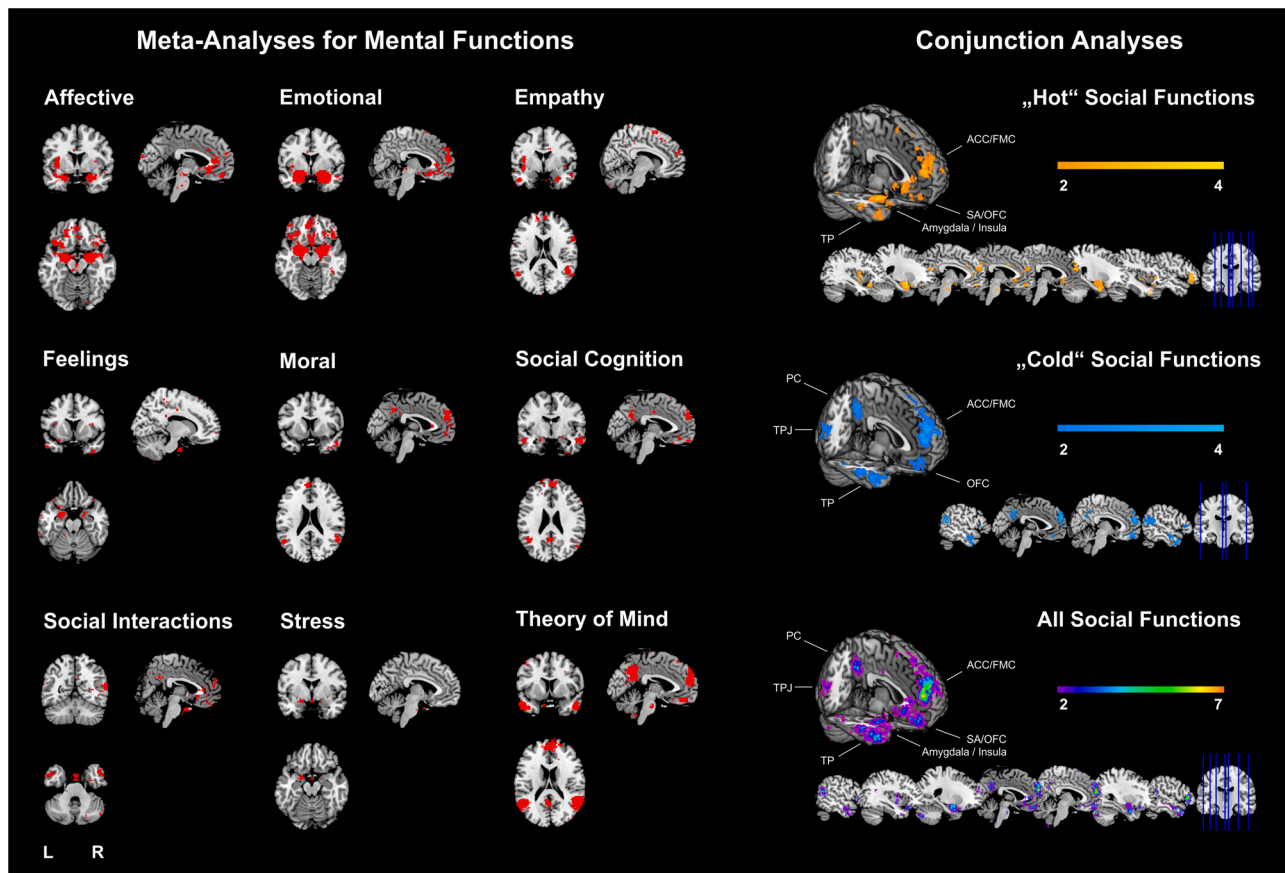 Meta-Analyses for Mental Functions
Affective
Emotional
Empathy
Feelings
Moral
Social Cognition
Social Interactions
Stress
Theory of Mind
L R
Conjunction Analyses
„Hot“ Social Functions
ACC/FMC
SA/OFC
Amygdala / Insula
TP
2 4
„Cold“ Social Functions
PC
ACC/FMC
TPJ
OFC
TP
2 4
All Social Functions
PC
ACC/FMC
TPJ
SA/OFC
Amygdala / Insula
TP
2 7